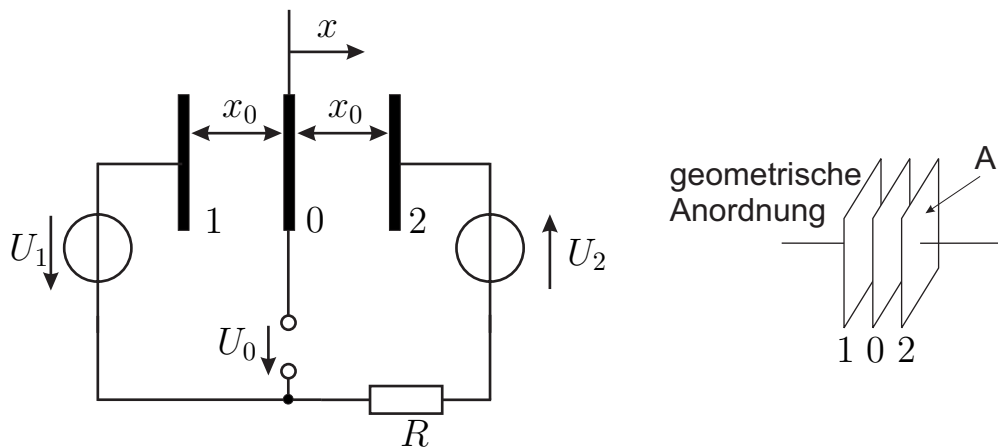 x
x₀ x₀
1 0 2
U₁
U₂
U₀
R
geometrische
Anordnung
A
1 0 2